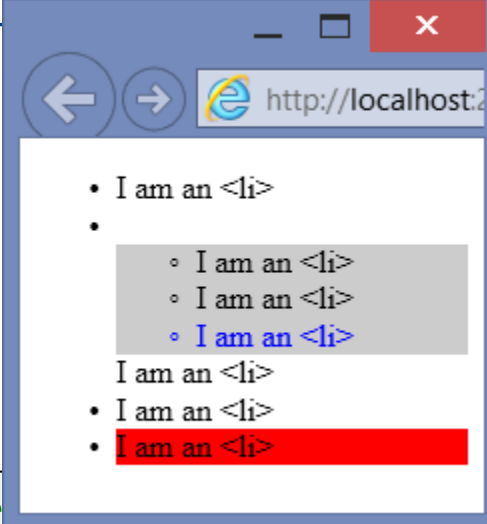 http://localhost:
• I am an <li>
•
◦ I am an <li>
◦ I am an <li>
◦ I am an <li>
I am an <li>
• I am an <li>
• I am an <li>